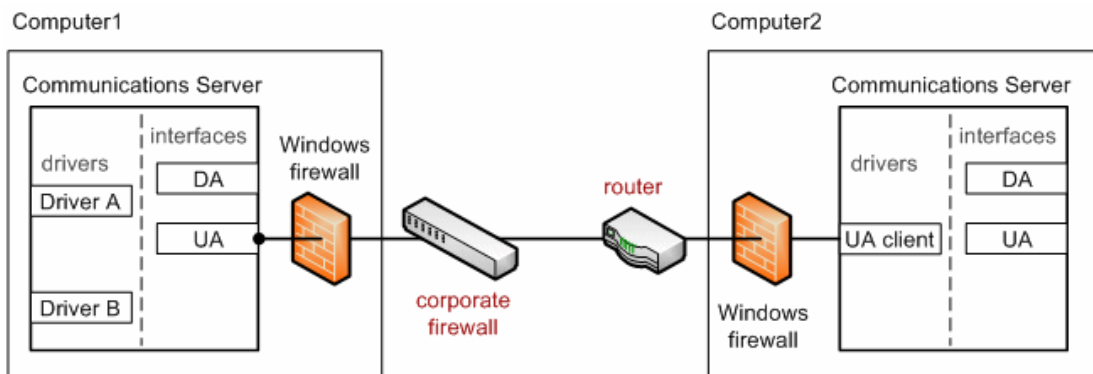 Computer1
Communications Server
drivers
interfaces
DA
Driver A
UA
Driver B
Windows
firewall
corporate
firewall
router
Computer2
Communications Server
drivers
interfaces
DA
UA client
UA
Windows
firewall